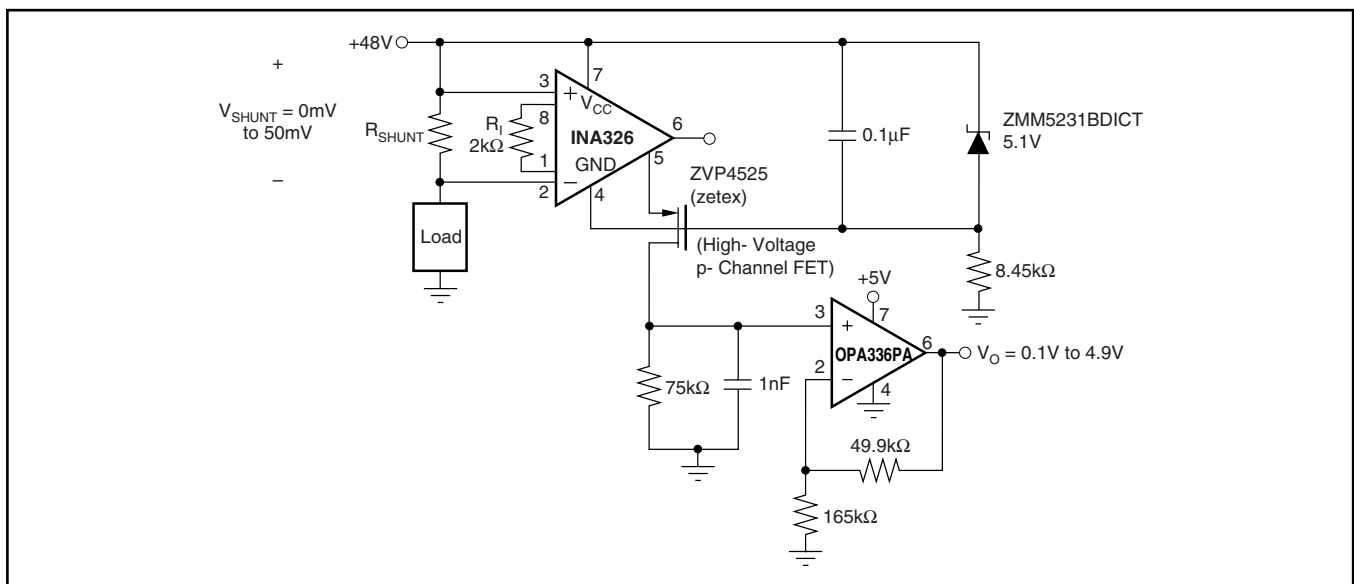 +48V
+
V_SHUNT = 0mV
to 50mV
−
R_SHUNT
Load
3
+
7
V_CC
8
R_I
2kΩ
INA326
6
1
GND
5
2
−
4
ZVP4525
(zetex)
(High- Voltage
p- Channel FET)
0.1μF
ZMM5231BDICT
5.1V
8.45kΩ
+5V
3
+
7
OPA336PA
6
V_O = 0.1V to 4.9V
2
−
4
75kΩ
1nF
49.9kΩ
165kΩ